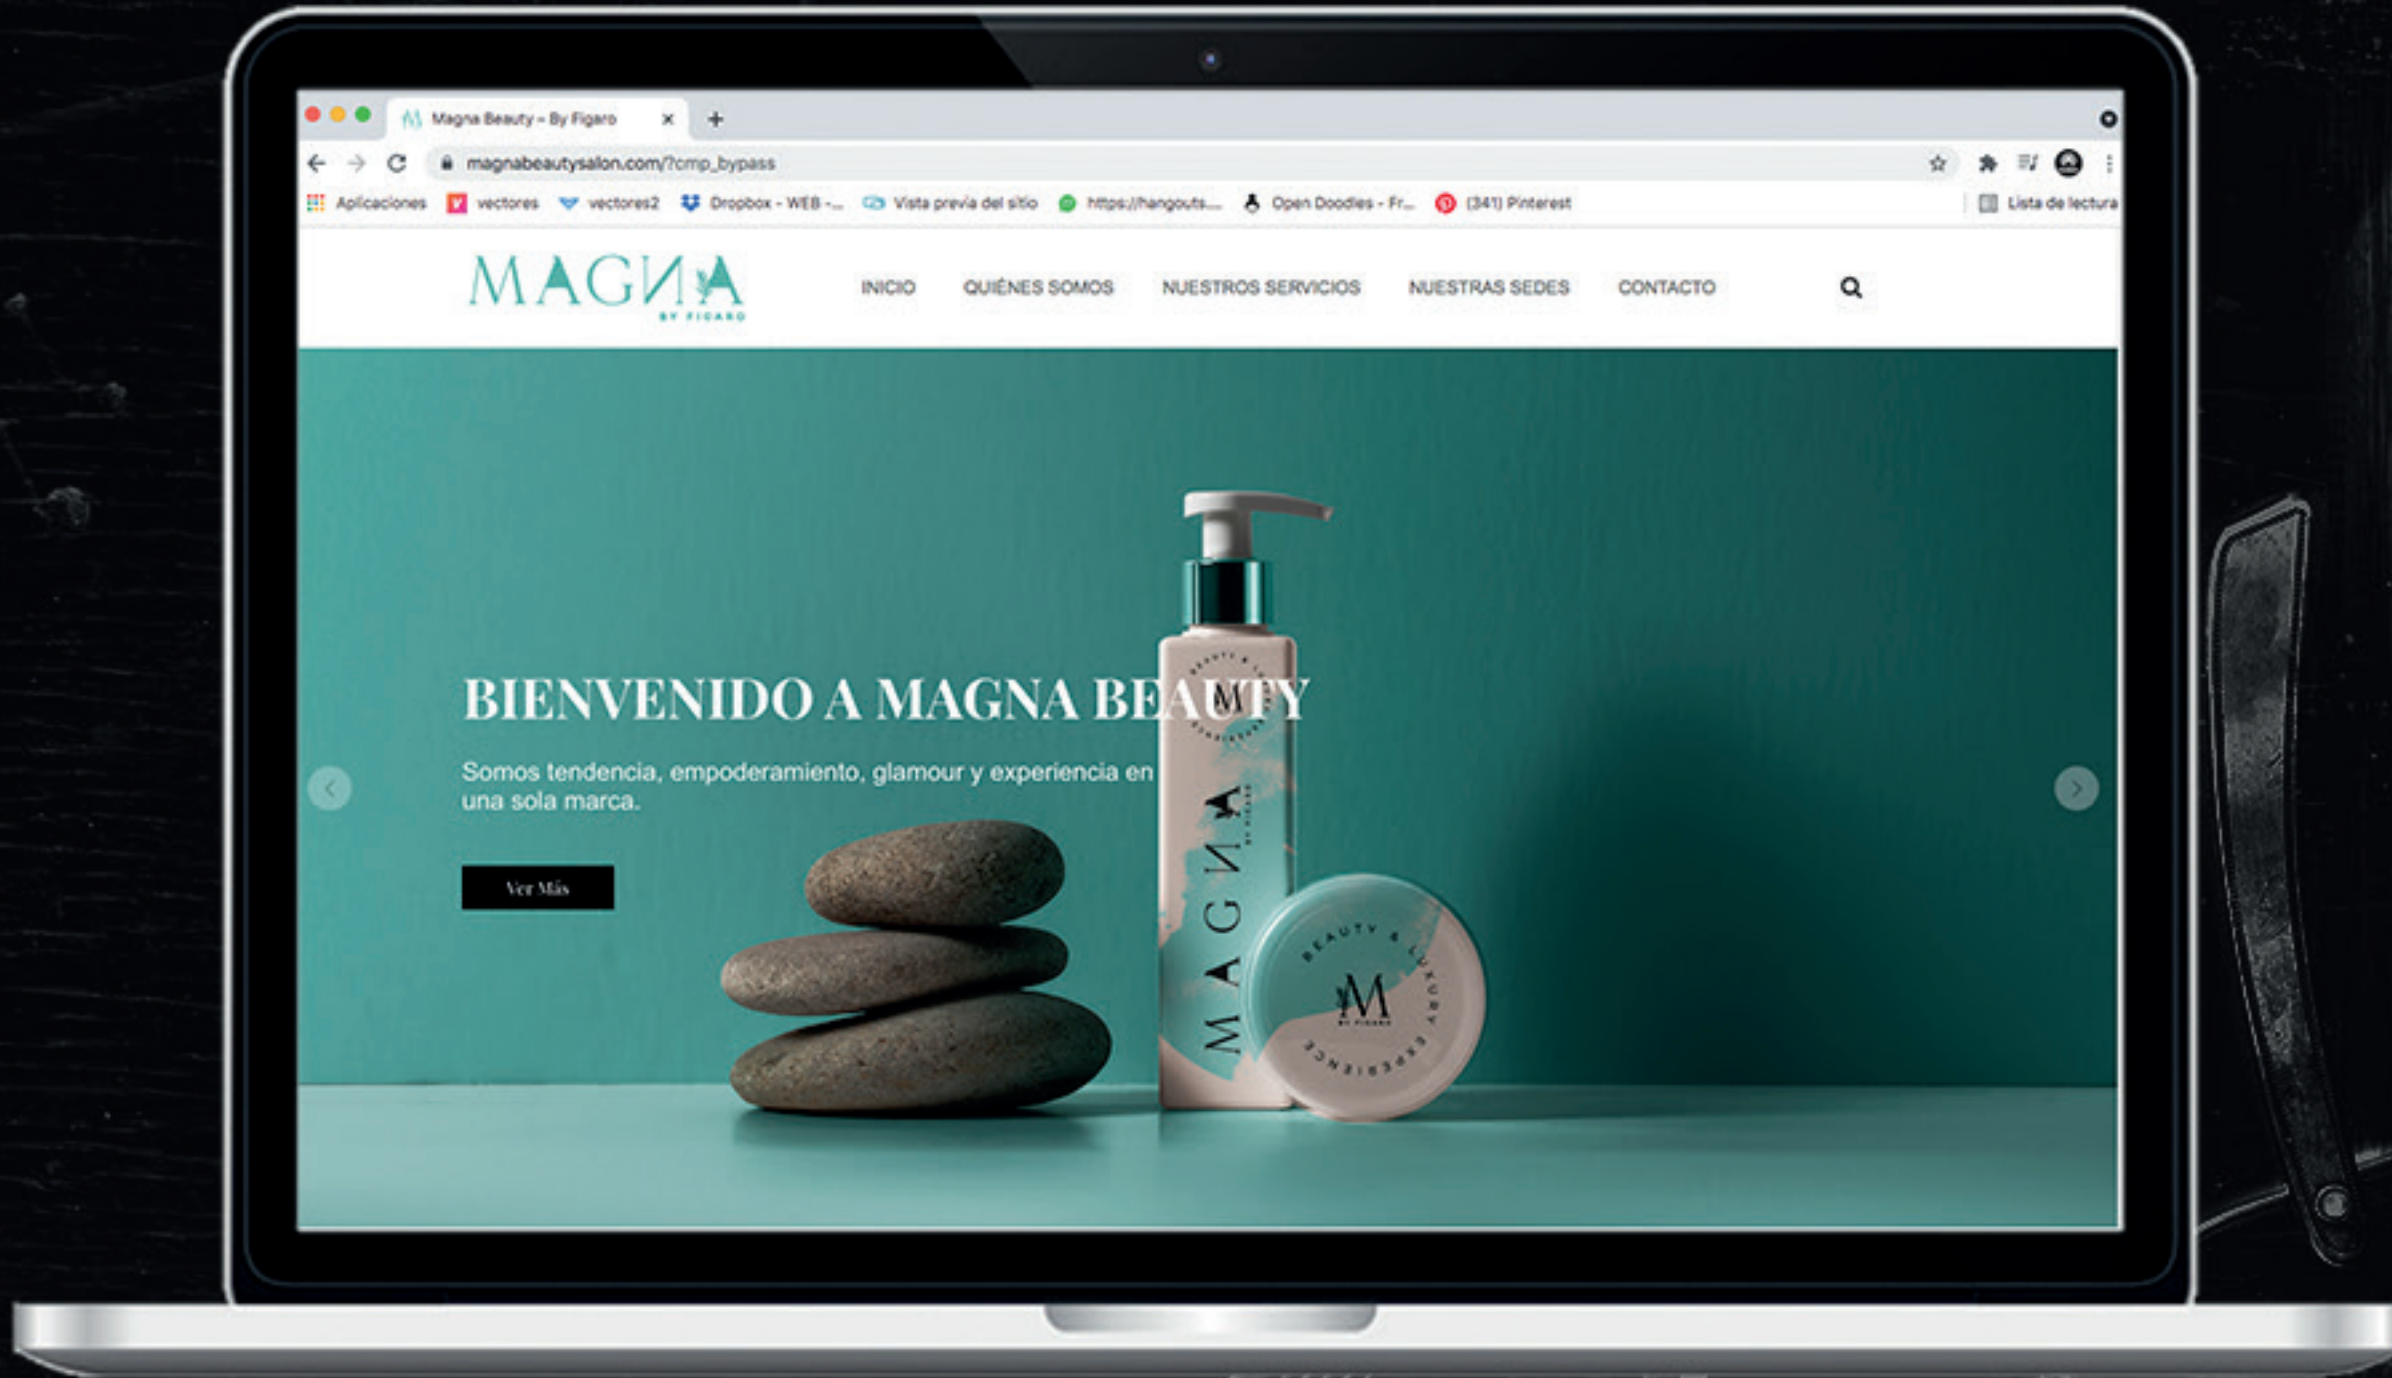 Magna Beauty – By Figaro
magnabeautysalon.com/?cmp_bypass
Aplicaciones vectores vectores2 Dropbox - WEB -... Vista previa del sitio https://hangouts.... Open Doodles - Fr... (341) Pinterest Lista de lectura
MAGNA
BY FIGARO
INICIO QUIÉNES SOMOS NUESTROS SERVICIOS NUESTRAS SEDES CONTACTO
BIENVENIDO A MAGNA BEAUTY
Somos tendencia, empoderamiento, glamour y experiencia en
una sola marca.
Ver Más
M
MAGNA
BEAUTY & LUXURY EXPERIENCE
M
BY FIGARO